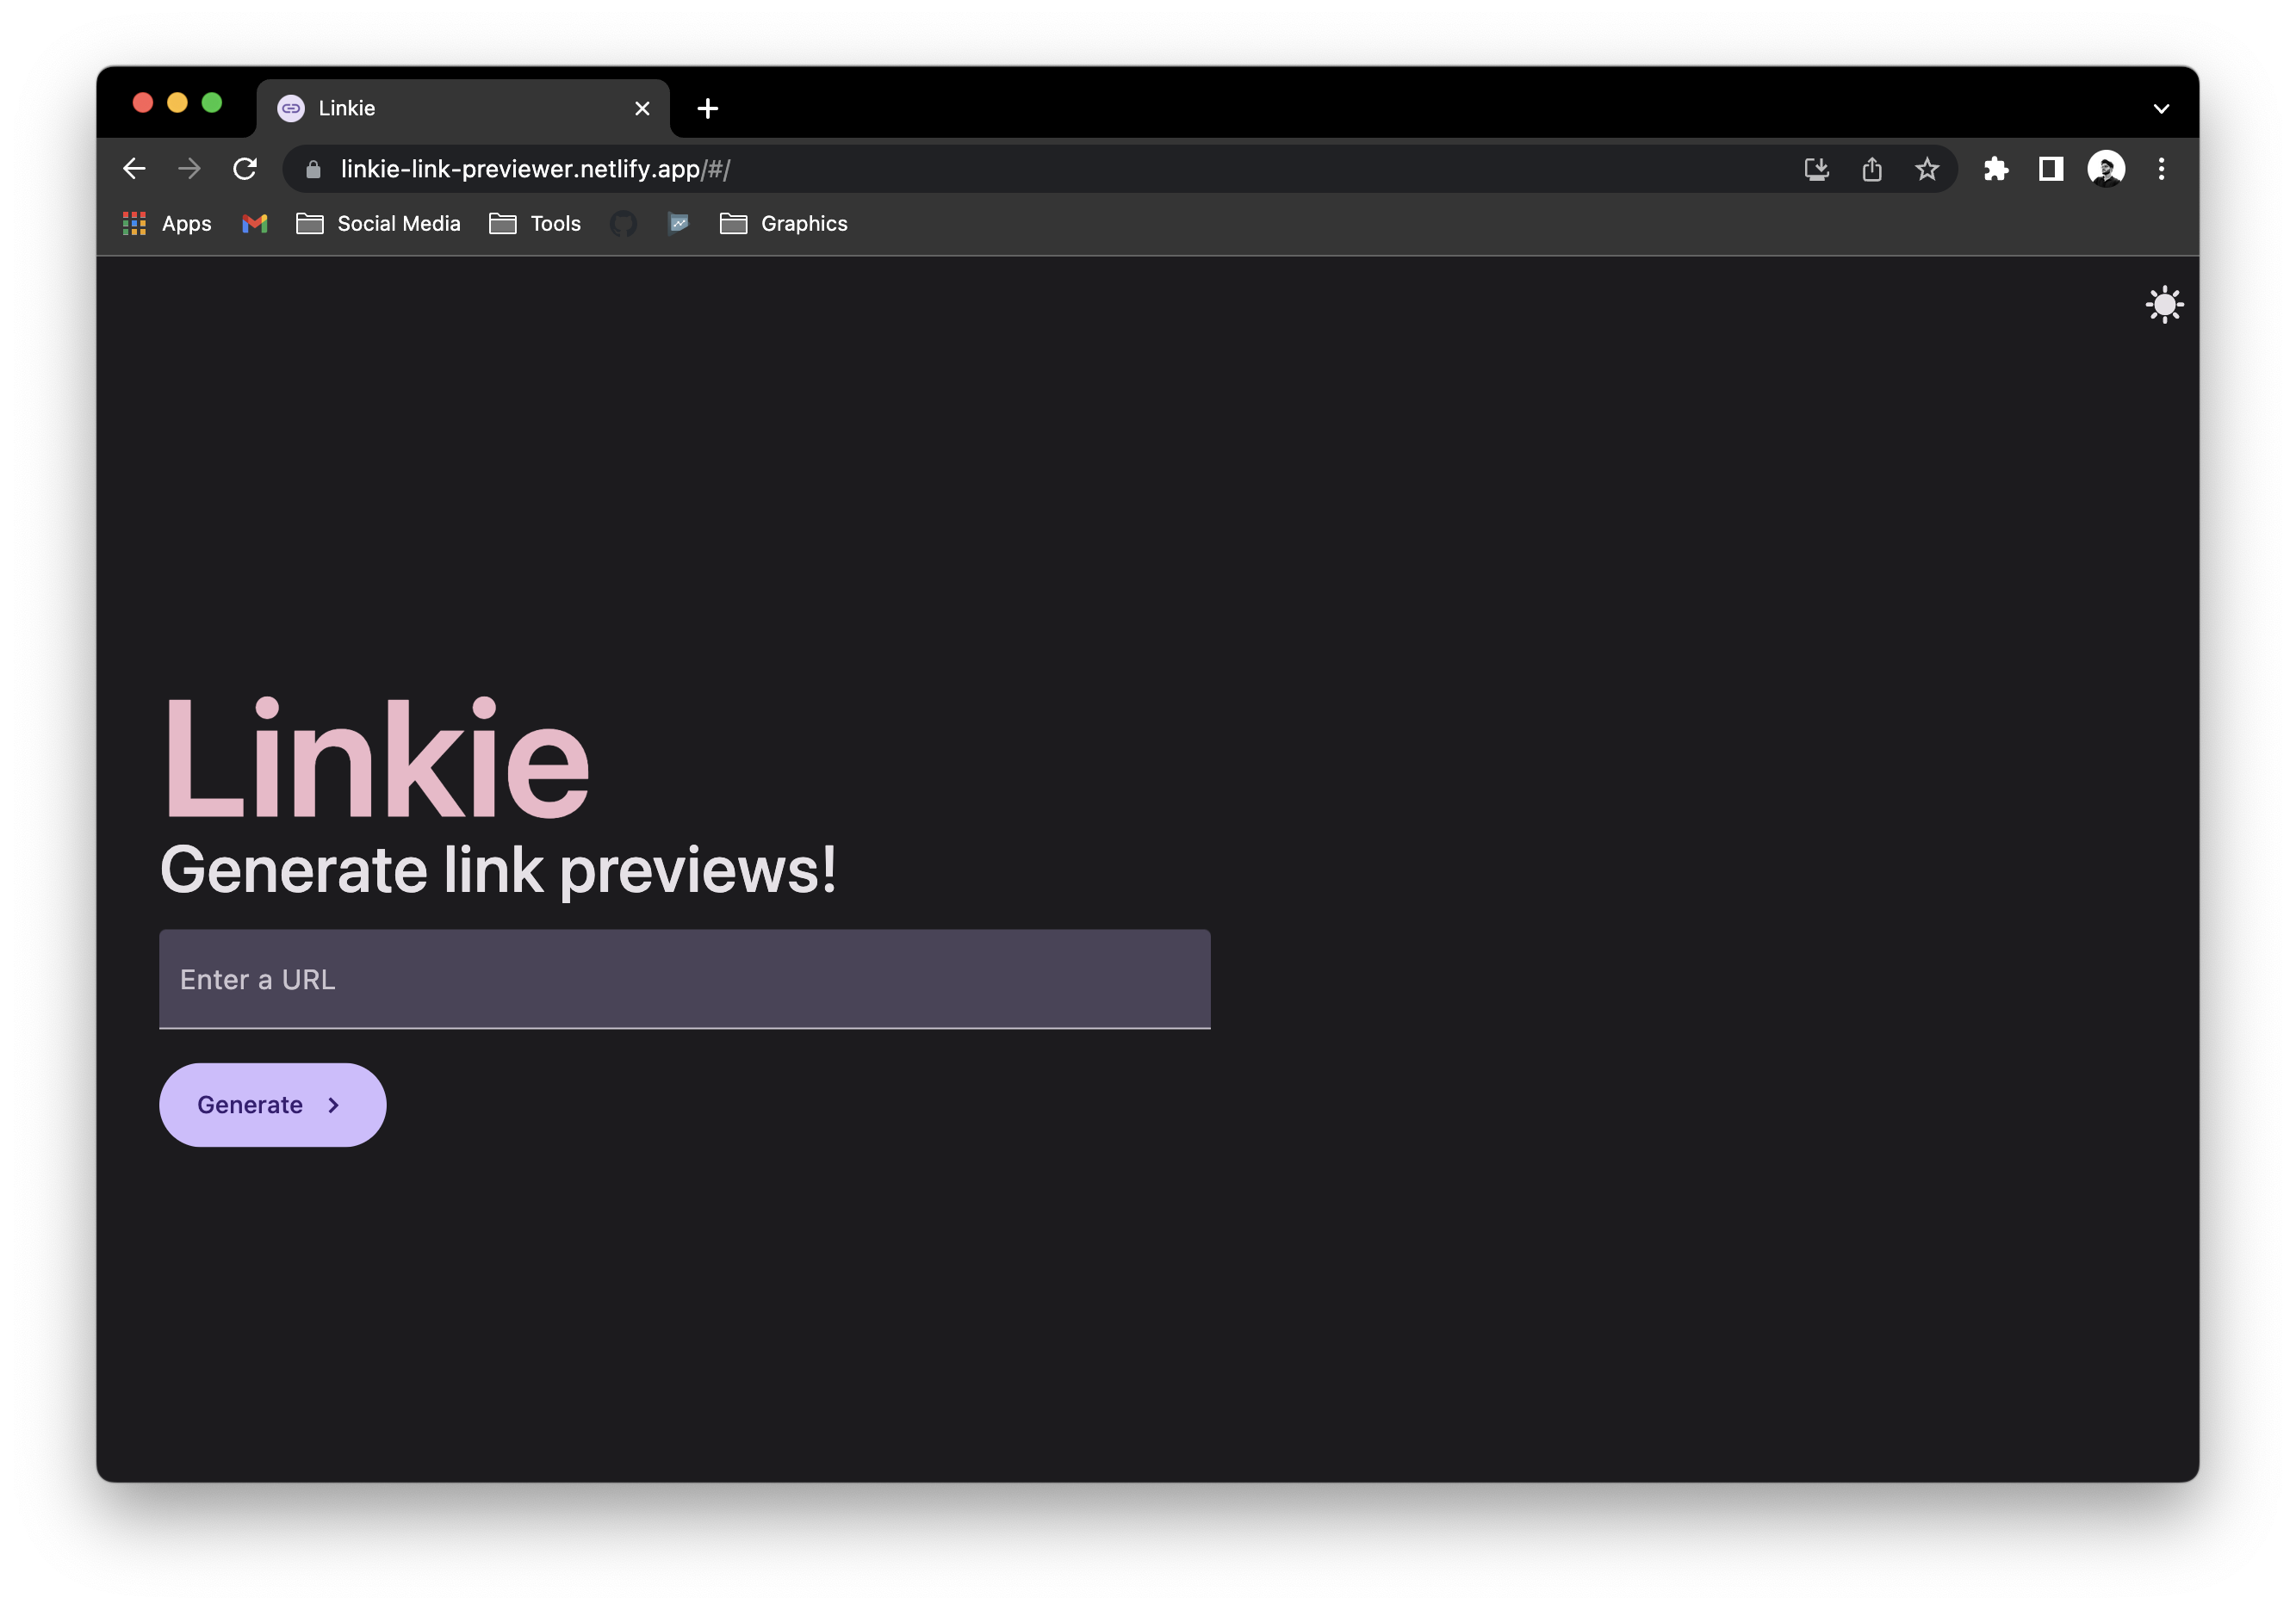 Linkie
linkie-link-previewer.netlify.app/#/
Apps
Social Media
Tools
Graphics
Linkie
Generate link previews!
Enter a URL
Generate